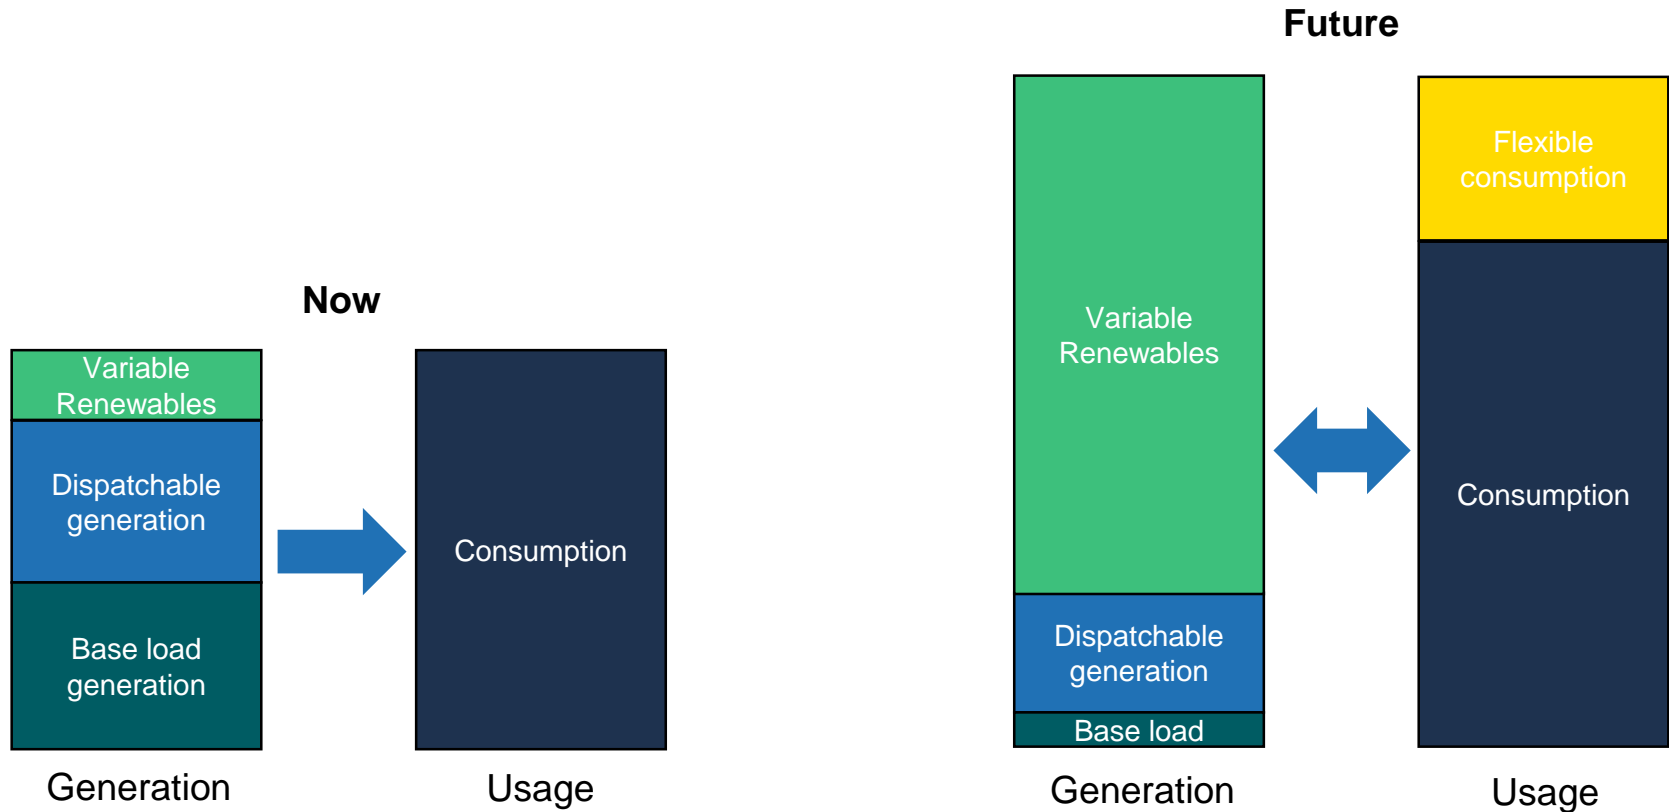 Now
Variable
Renewables
Dispatchable
generation
Base load
generation
Generation
Consumption
Usage
Future
Variable
Renewables
Dispatchable
generation
Base load
Generation
Flexible
consumption
Consumption
Usage